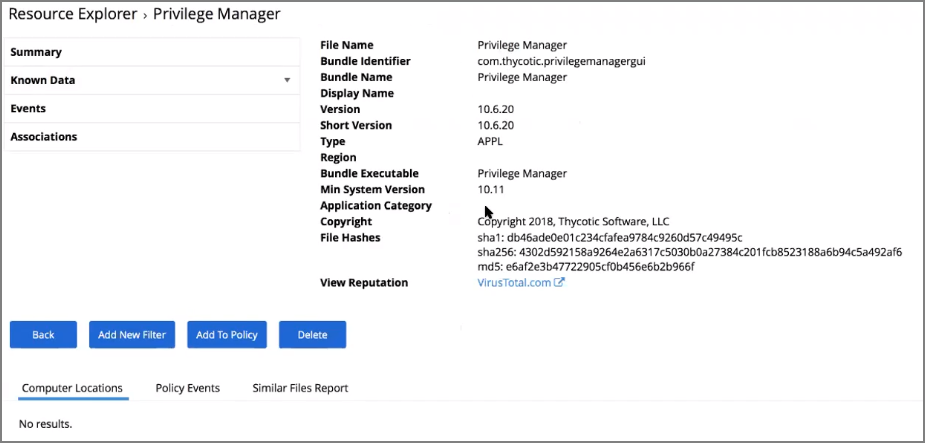 Resource Explorer › Privilege Manager
Summary
Known Data
Events
Associations
File Name Privilege Manager
Bundle Identifier com.thycotic.privilegemanagergui
Bundle Name Privilege Manager
Display Name
Version 10.6.20
Short Version 10.6.20
Type APPL
Region
Bundle Executable Privilege Manager
Min System Version 10.11
Application Category
Copyright Copyright 2018, Thycotic Software, LLC
File Hashes sha1: db46ade0e01c234cfafea9784c9260d57c49495c
sha256: 4302d592158a9264e2a6317c5030b0a27384c201fcb8523188a6b94c5a492af6
md5: e6af2e3b47722905cf0b456e6b2b966f
View Reputation VirusTotal.com
Back Add New Filter Add To Policy Delete
Computer Locations Policy Events Similar Files Report
No results.